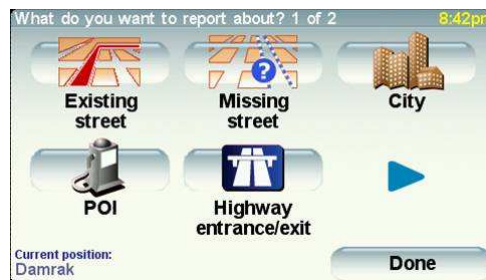 What do you want to report about? 1 of 2 8:42pm
Existing
street
Missing
street
City
POI
Highway
entrance/exit
Current position:
Damrak
Done